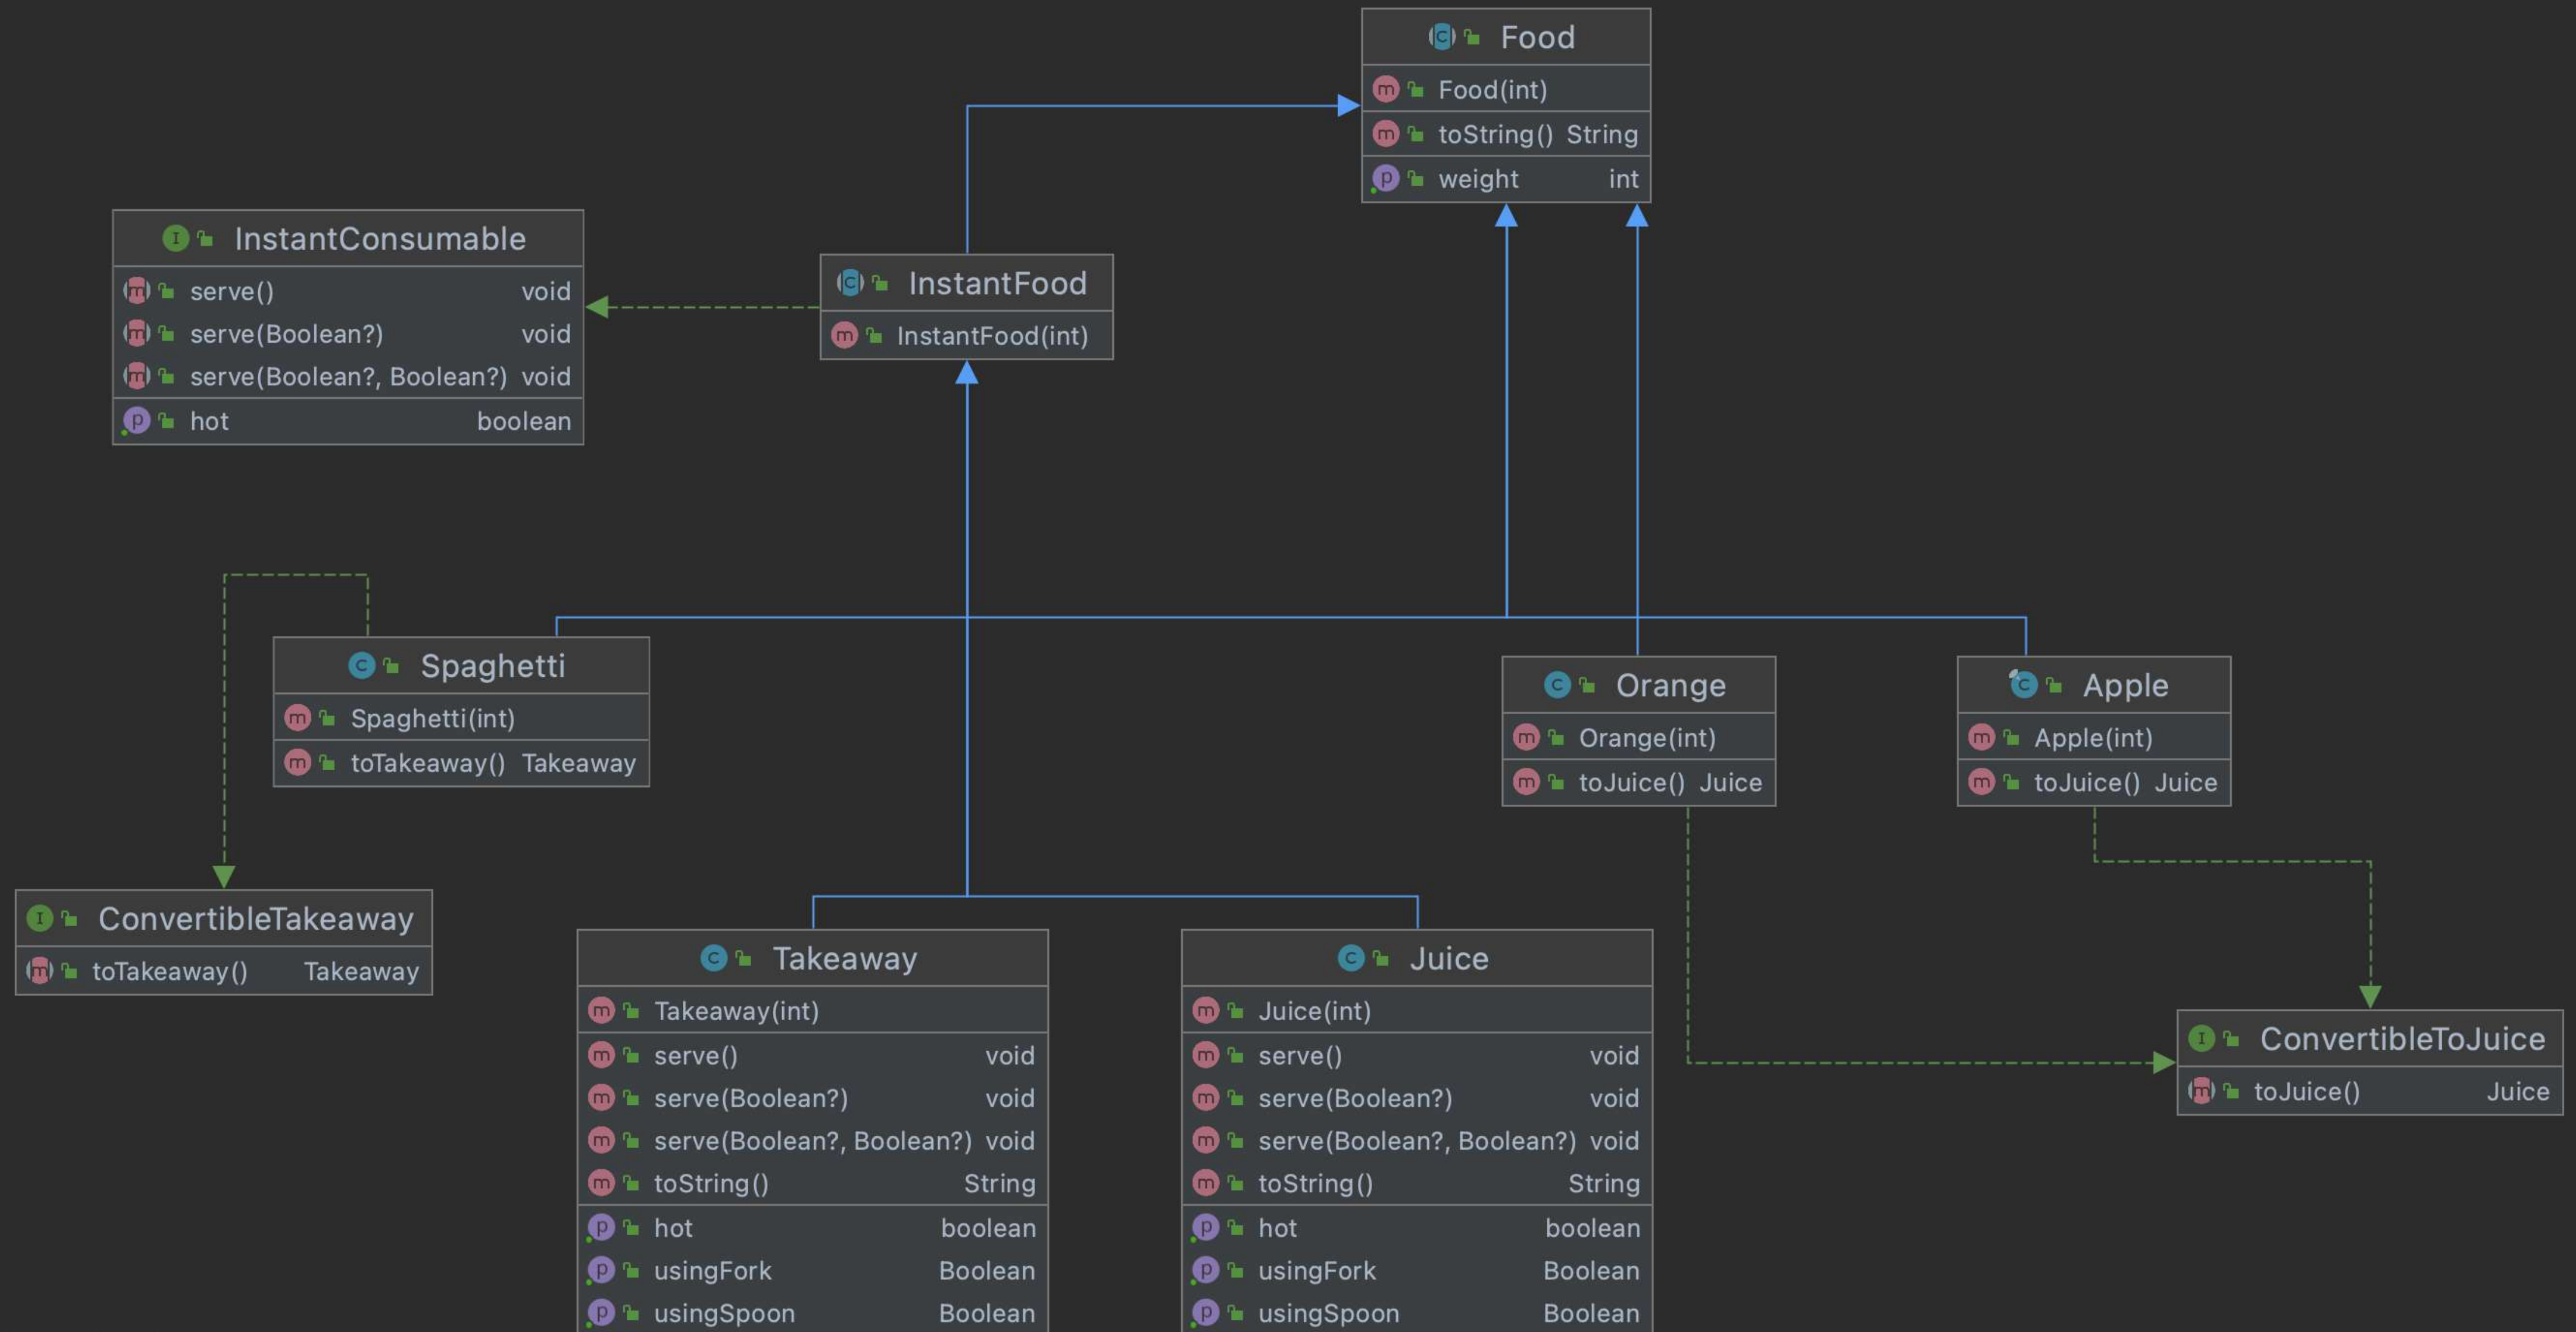 Food
Food(int)
toString() String
weight int
InstantConsumable
serve() void
serve(Boolean?) void
serve(Boolean?, Boolean?) void
hot boolean
InstantFood
InstantFood(int)
Spaghetti
Spaghetti(int)
toTakeaway() Takeaway
Orange
Orange(int)
toJuice() Juice
Apple
Apple(int)
toJuice() Juice
ConvertibleTakeaway
toTakeaway() Takeaway
Takeaway
Takeaway(int)
serve() void
serve(Boolean?) void
serve(Boolean?, Boolean?) void
toString() String
hot boolean
usingFork Boolean
usingSpoon Boolean
Juice
Juice(int)
serve() void
serve(Boolean?) void
serve(Boolean?, Boolean?) void
toString() String
hot boolean
usingFork Boolean
usingSpoon Boolean
ConvertibleToJuice
toJuice() Juice